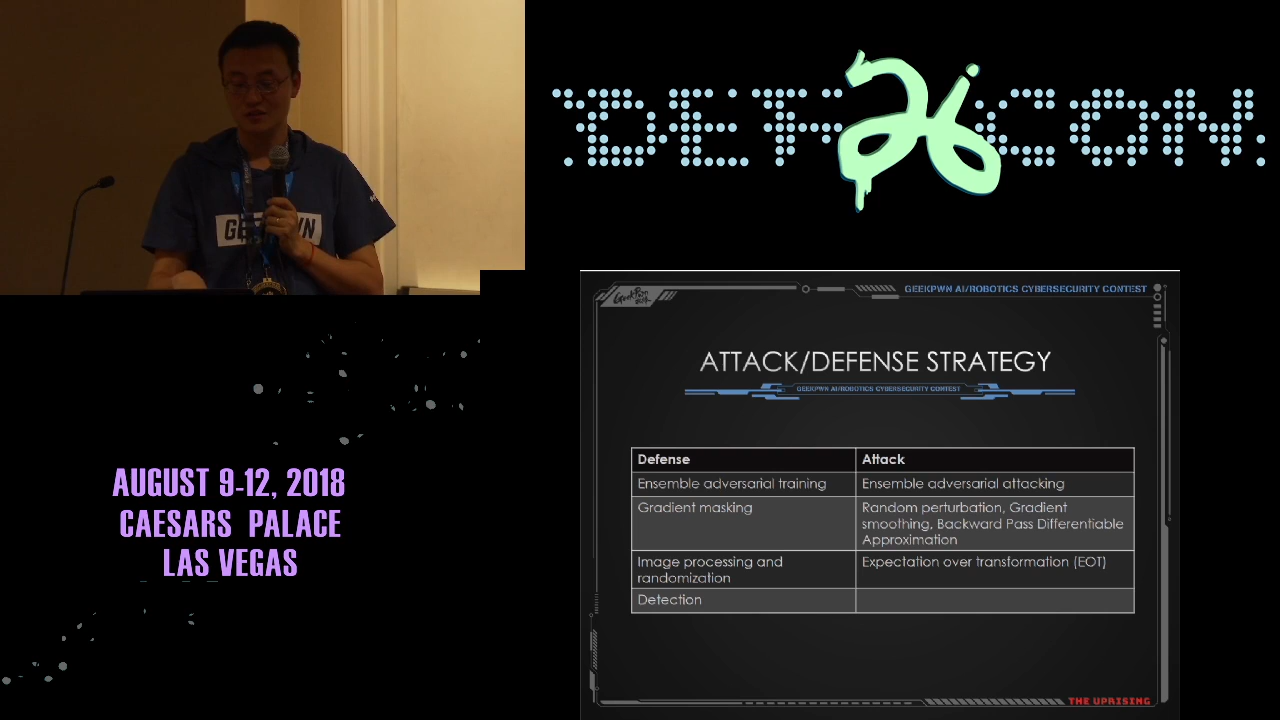 DEF CON
26
GEEKPWN
AUGUST 9-12, 2018
CAESARS PALACE
LAS VEGAS
GEEKPWN AI/ROBOTICS CYBERSECURITY CONTEST
ATTACK/DEFENSE STRATEGY
GEEKPWN AI/ROBOTICS CYBERSECURITY CONTEST
Defense
Attack
Ensemble adversarial training
Ensemble adversarial attacking
Gradient masking
Random perturbation, Gradient
smoothing, Backward Pass Differentiable
Approximation
Image processing and
randomization
Expectation over transformation (EOT)
Detection
THE UPRISING